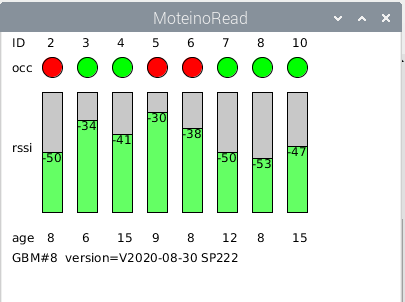 MoteinoRead
ID 2 3 4 5 6 7 8 10
occ
rssi -50 -34 -41 -30 -38 -50 -53 -47
age 8 6 15 9 8 12 8 15
GBM#8 version=V2020-08-30 SP222